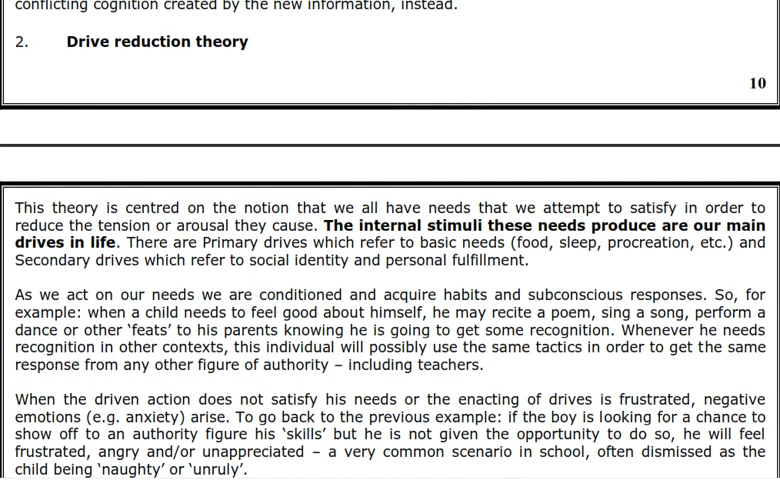 conflicting cognition created by the new information, instead.
2. Drive reduction theory
10
This theory is centred on the notion that we all have needs that we attempt to satisfy in order to
reduce the tension or arousal they cause. The internal stimuli these needs produce are our main
drives in life. There are Primary drives which refer to basic needs (food, sleep, procreation, etc.) and
Secondary drives which refer to social identity and personal fulfillment.
As we act on our needs we are conditioned and acquire habits and subconscious responses. So, for
example: when a child needs to feel good about himself, he may recite a poem, sing a song, perform a
dance or other ‘feats’ to his parents knowing he is going to get some recognition. Whenever he needs
recognition in other contexts, this individual will possibly use the same tactics in order to get the same
response from any other figure of authority – including teachers.
When the driven action does not satisfy his needs or the enacting of drives is frustrated, negative
emotions (e.g. anxiety) arise. To go back to the previous example: if the boy is looking for a chance to
show off to an authority figure his ‘skills’ but he is not given the opportunity to do so, he will feel
frustrated, angry and/or unappreciated – a very common scenario in school, often dismissed as the
child being ‘naughty’ or ‘unruly’.